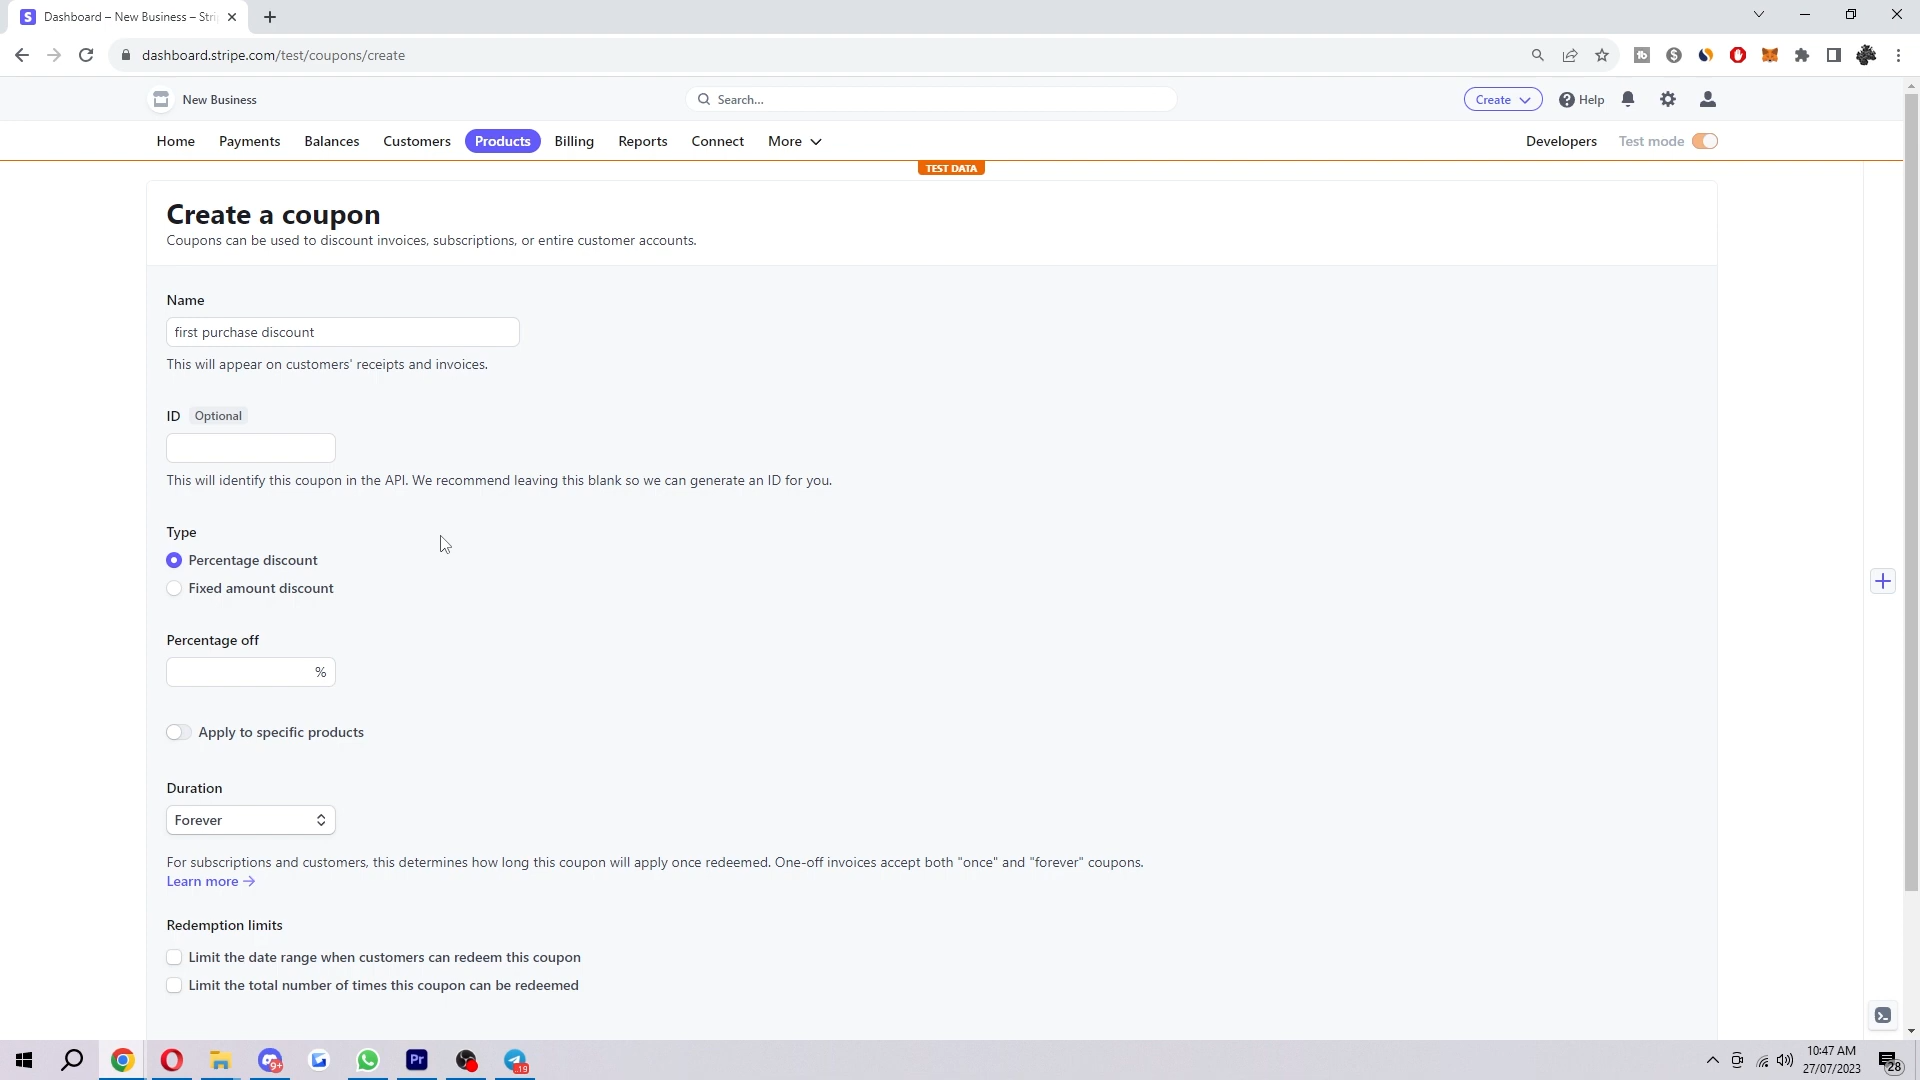 Dashboard – New Business – Stri
dashboard.stripe.com/test/coupons/create
New Business
Search...
Create
Help
Home
Payments
Balances
Customers
Products
Billing
Reports
Connect
More
Developers
Test mode
TEST DATA
Create a coupon
Coupons can be used to discount invoices, subscriptions, or entire customer accounts.
Name
first purchase discount
This will appear on customers' receipts and invoices.
ID Optional
This will identify this coupon in the API. We recommend leaving this blank so we can generate an ID for you.
Type
Percentage discount
Fixed amount discount
Percentage off
%
Apply to specific products
Duration
Forever
For subscriptions and customers, this determines how long this coupon will apply once redeemed. One-off invoices accept both "once" and "forever" coupons.
Learn more →
Redemption limits
Limit the date range when customers can redeem this coupon
Limit the total number of times this coupon can be redeemed
9+
Pr
19
10:47 AM
27/07/2023
28